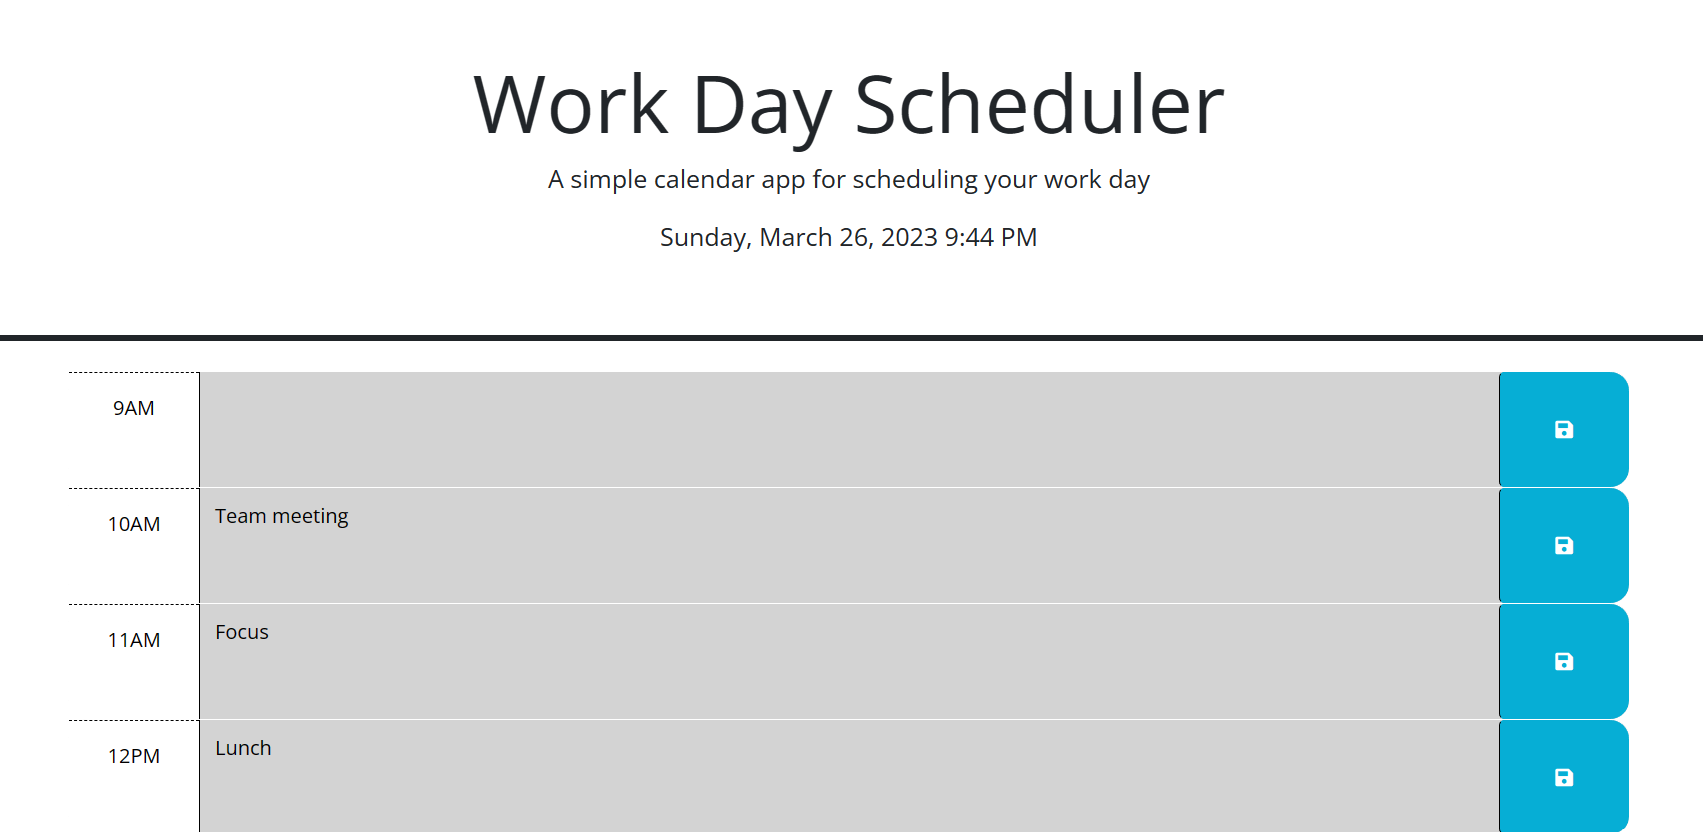 Work Day Scheduler
A simple calendar app for scheduling your work day
Sunday, March 26, 2023 9:44 PM
9AM
10AM
Team meeting
11AM
Focus
12PM
Lunch